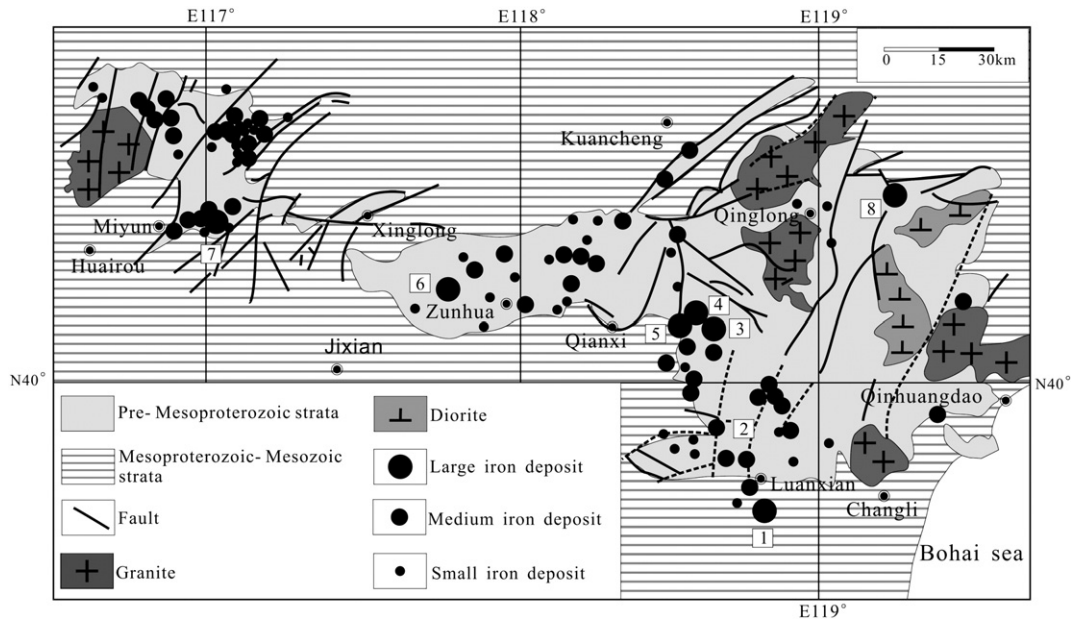 E117° E118° E119°
0 15 30km
Kuancheng
Qinglong
8
Miyun
Xinglong
Huairou
7
6
Zunhua
4
5
3
Qianxi
Jixian
N40° N40°
Qinhuangdao
2
Luanxian
Changli
1
Bohai sea
Pre- Mesoproterozoic strata
Mesoproterozoic- Mesozoic
strata
Fault
Granite
Diorite
Large iron deposit
Medium iron deposit
Small iron deposit
E119°